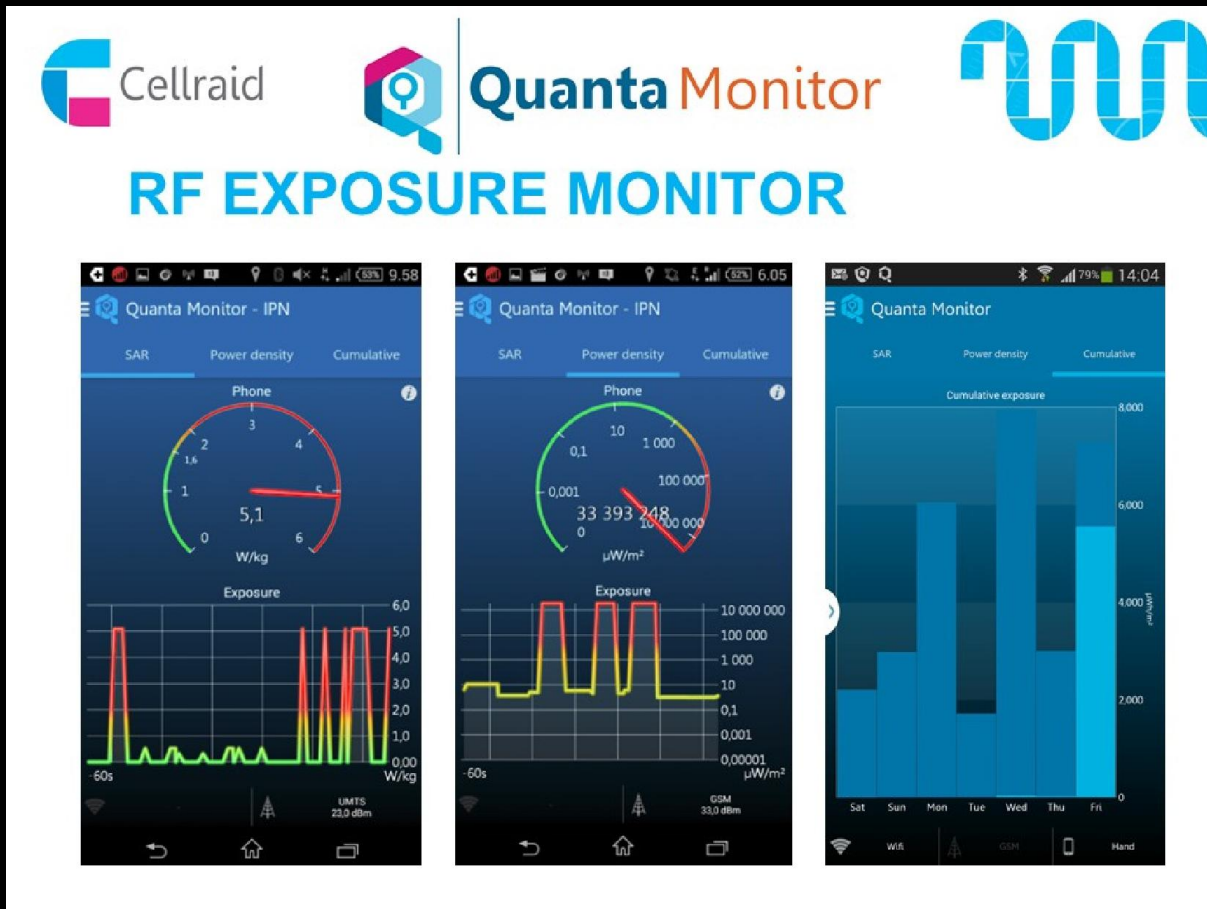 Cellraid
Quanta Monitor
RF EXPOSURE MONITOR
53% 9.58
Quanta Monitor - IPN
SAR Power density Cumulative
Phone
0 1 1,6 2 3 4 5 6
5,1
W/kg
Exposure
6,0
5,0
4,0
3,0
2,0
1,0
0,00
-60s W/kg
UMTS
23,0 dBm
52% 6.05
Quanta Monitor - IPN
SAR Power density Cumulative
Phone
0 0,001 0,1 10 1 000 100 000 10 000 000
33 393 248
µW/m²
Exposure
10 000 000
100 000
1 000
10
0,1
0,001
0,00001
-60s µW/m²
GSM
33,0 dBm
79% 14:04
Quanta Monitor
SAR Power density Cumulative
Cumulative exposure
8,000
6,000
4,000
µWh/m²
2,000
0
Sat Sun Mon Tue Wed Thu Fri
Wifi GSM Hand